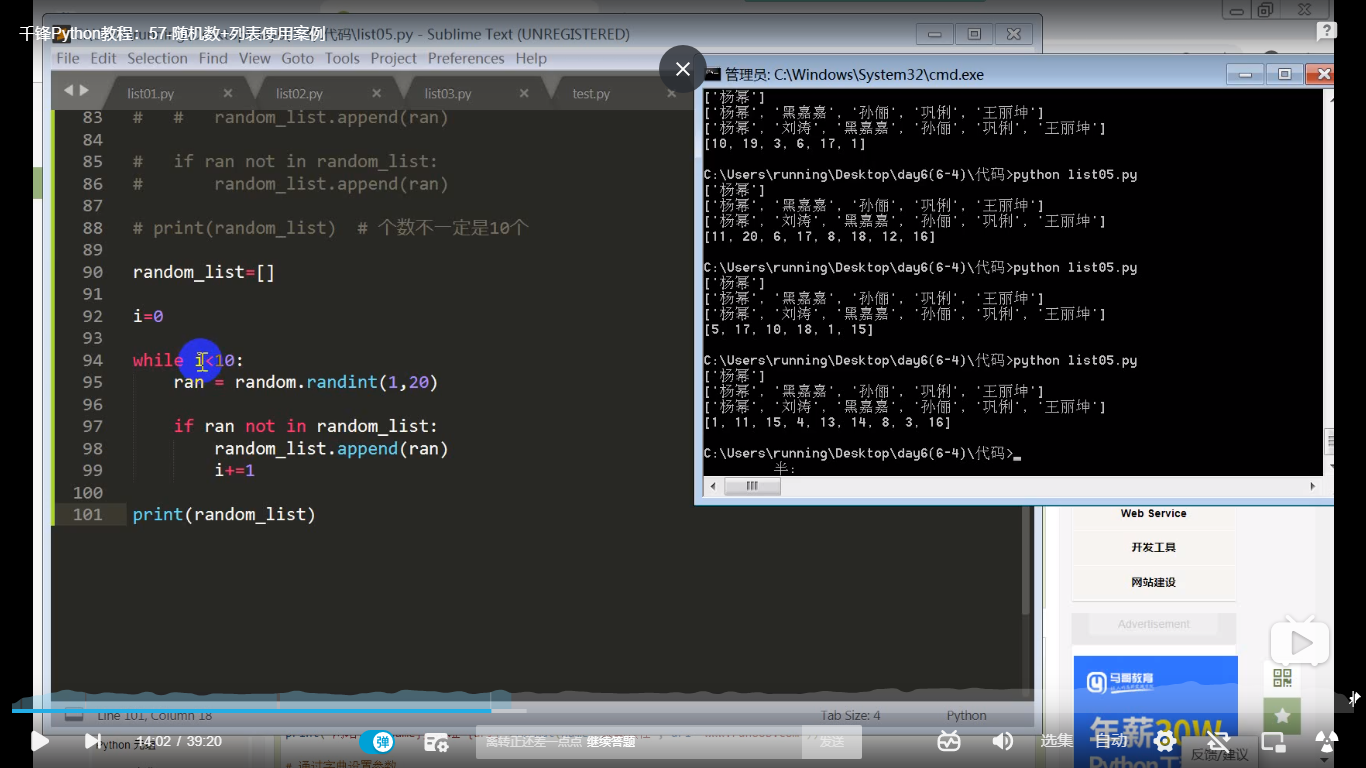 千锋Python教程：57.随机数+列表使用案例
代码\list05.py - Sublime Text (UNREGISTERED)
File Edit Selection Find View Goto Tools Project Preferences Help
list01.py
list02.py
list03.py
test.py
83 # # random_list.append(ran)
84
85 # if ran not in random_list:
86 # random_list.append(ran)
87
88 # print(random_list) # 个数不一定是10个
89
90 random_list=[]
91
92 i=0
93
94 while i<10:
95 ran = random.randint(1,20)
96
97 if ran not in random_list:
98 random_list.append(ran)
99 i+=1
100
101 print(random_list)
管理员: C:\Windows\System32\cmd.exe
['杨幂']
['杨幂', '黑嘉嘉', '孙俪', '巩俐', '王丽坤']
['杨幂', '刘涛', '黑嘉嘉', '孙俪', '巩俐', '王丽坤']
[10, 19, 3, 6, 17, 1]
C:\Users\running\Desktop\day6(6-4)\代码>python list05.py
['杨幂']
['杨幂', '黑嘉嘉', '孙俪', '巩俐', '王丽坤']
['杨幂', '刘涛', '黑嘉嘉', '孙俪', '巩俐', '王丽坤']
[11, 20, 6, 17, 8, 18, 12, 16]
C:\Users\running\Desktop\day6(6-4)\代码>python list05.py
['杨幂']
['杨幂', '黑嘉嘉', '孙俪', '巩俐', '王丽坤']
['杨幂', '刘涛', '黑嘉嘉', '孙俪', '巩俐', '王丽坤']
[5, 17, 10, 18, 1, 15]
C:\Users\running\Desktop\day6(6-4)\代码>python list05.py
['杨幂']
['杨幂', '黑嘉嘉', '孙俪', '巩俐', '王丽坤']
['杨幂', '刘涛', '黑嘉嘉', '孙俪', '巩俐', '王丽坤']
[1, 11, 15, 4, 13, 14, 8, 3, 16]
C:\Users\running\Desktop\day6(6-4)\代码>_
半:
Web Service
开发工具
网站建设
Advertisement
马哥教育
年薪20W
Line 101, Column 18
Tab Size: 4
Python
14:02 / 39:20
弹
离转正还差一点点 继续答题
发送
选集
自动
反馈/建议